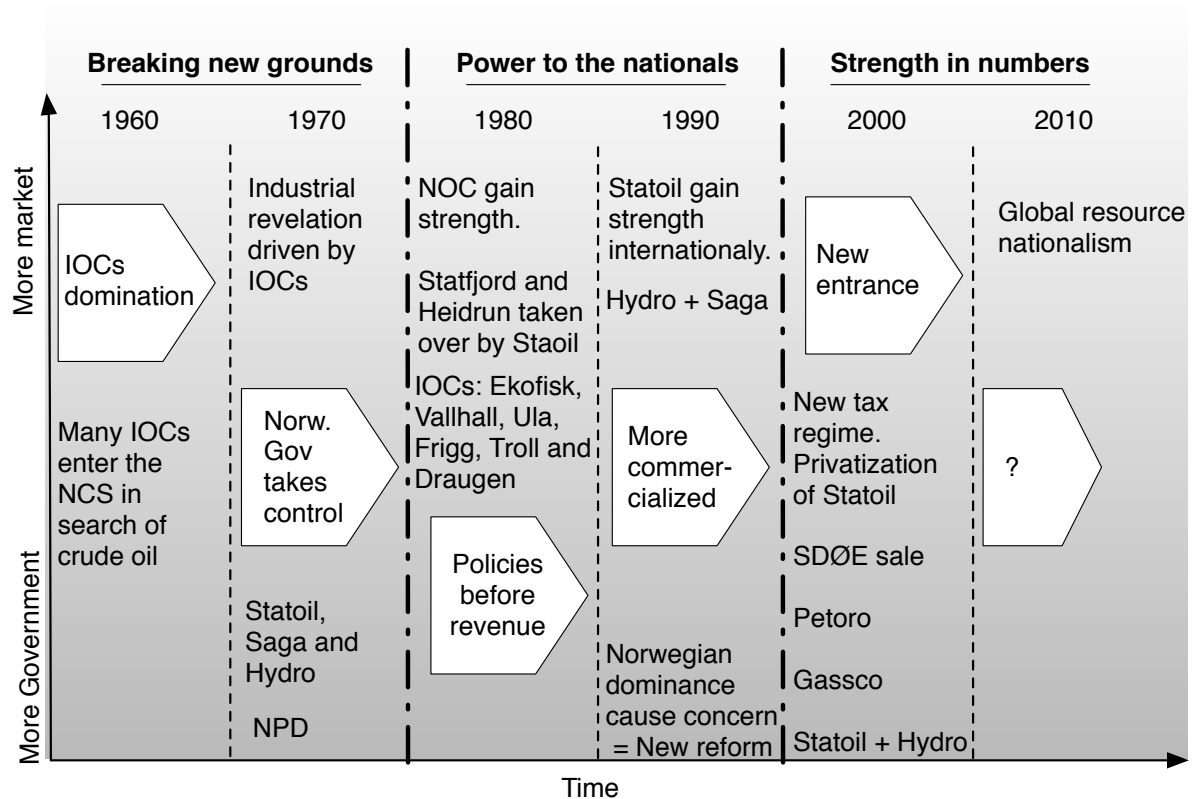 Breaking new grounds
Power to the nationals
Strength in numbers
1960
1970
1980
1990
2000
2010
More market
More Government
IOCs
domination
Many IOCs
enter the
NCS in
search of
crude oil
Industrial
revelation
driven by
IOCs
Norw.
Gov
takes
control
Statoil,
Saga and
Hydro
NPD
NOC gain
strength.
Statfjord and
Heidrun taken
over by Staoil
IOCs: Ekofisk,
Vallhall, Ula,
Frigg, Troll and
Draugen
Policies
before
revenue
Statoil gain
strength
internationaly.
Hydro + Saga
More
commer-
cialized
Norwegian
dominance
cause concern
= New reform
New
entrance
New tax
regime.
Privatization
of Statoil
SDØE sale
Petoro
Gassco
Statoil + Hydro
Global resource
nationalism
?
Time